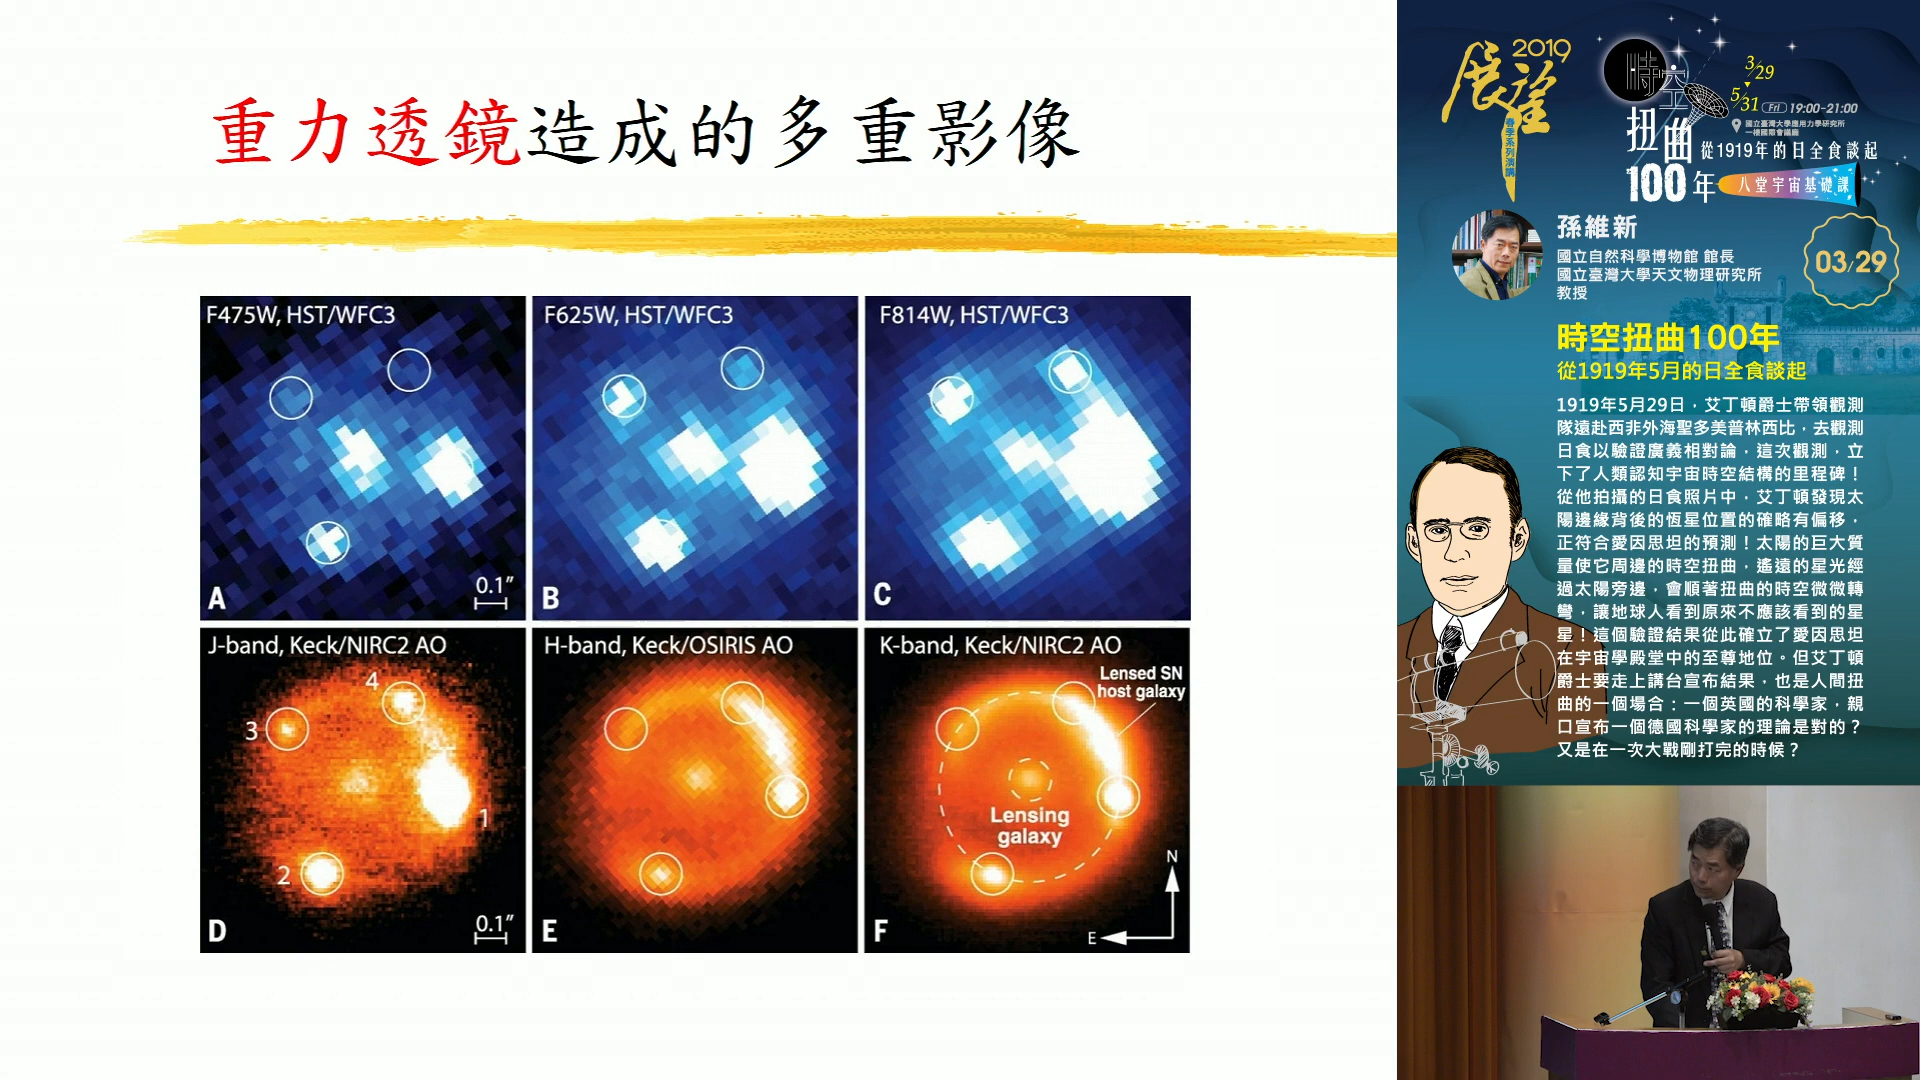 重力透鏡造成的多重影像
F475W, HST/WFC3
A
0.1″
F625W, HST/WFC3
B
F814W, HST/WFC3
C
J-band, Keck/NIRC2 AO
4
3
1
2
D
0.1″
H-band, Keck/OSIRIS AO
E
K-band, Keck/NIRC2 AO
Lensed SN
host galaxy
Lensing
galaxy
N
E
F
2019
展望
春季系列演講
時空
扭曲
100年
3/29
5/31
Fri 19:00-21:00
國立臺灣大學應用力學研究所
一樓國際會議廳
從1919年的日全食談起
八堂宇宙基礎課
孫維新
國立自然科學博物館 館長
國立臺灣大學天文物理研究所
教授
03/29
時空扭曲100年
從1919年5月的日全食談起
1919年5月29日，艾丁頓爵士帶領觀測
隊遠赴西非外海聖多美普林西比，去觀測
日食以驗證廣義相對論，這次觀測，立
下了人類認知宇宙時空結構的里程碑！
從他拍攝的日食照片中，艾丁頓發現太
陽邊緣背後的恆星位置的確略有偏移，
正符合愛因思坦的預測！太陽的巨大質
量使它周邊的時空扭曲，遙遠的星光經
過太陽旁邊，會順著扭曲的時空微微轉
彎，讓地球人看到原來不應該看到的星
星！這個驗證結果從此確立了愛因思坦
在宇宙學殿堂中的至尊地位。但艾丁頓
爵士要走上講台宣布結果，也是人間扭
曲的一個場合：一個英國的科學家，親
口宣布一個德國科學家的理論是對的？
又是在一次大戰剛打完的時候？